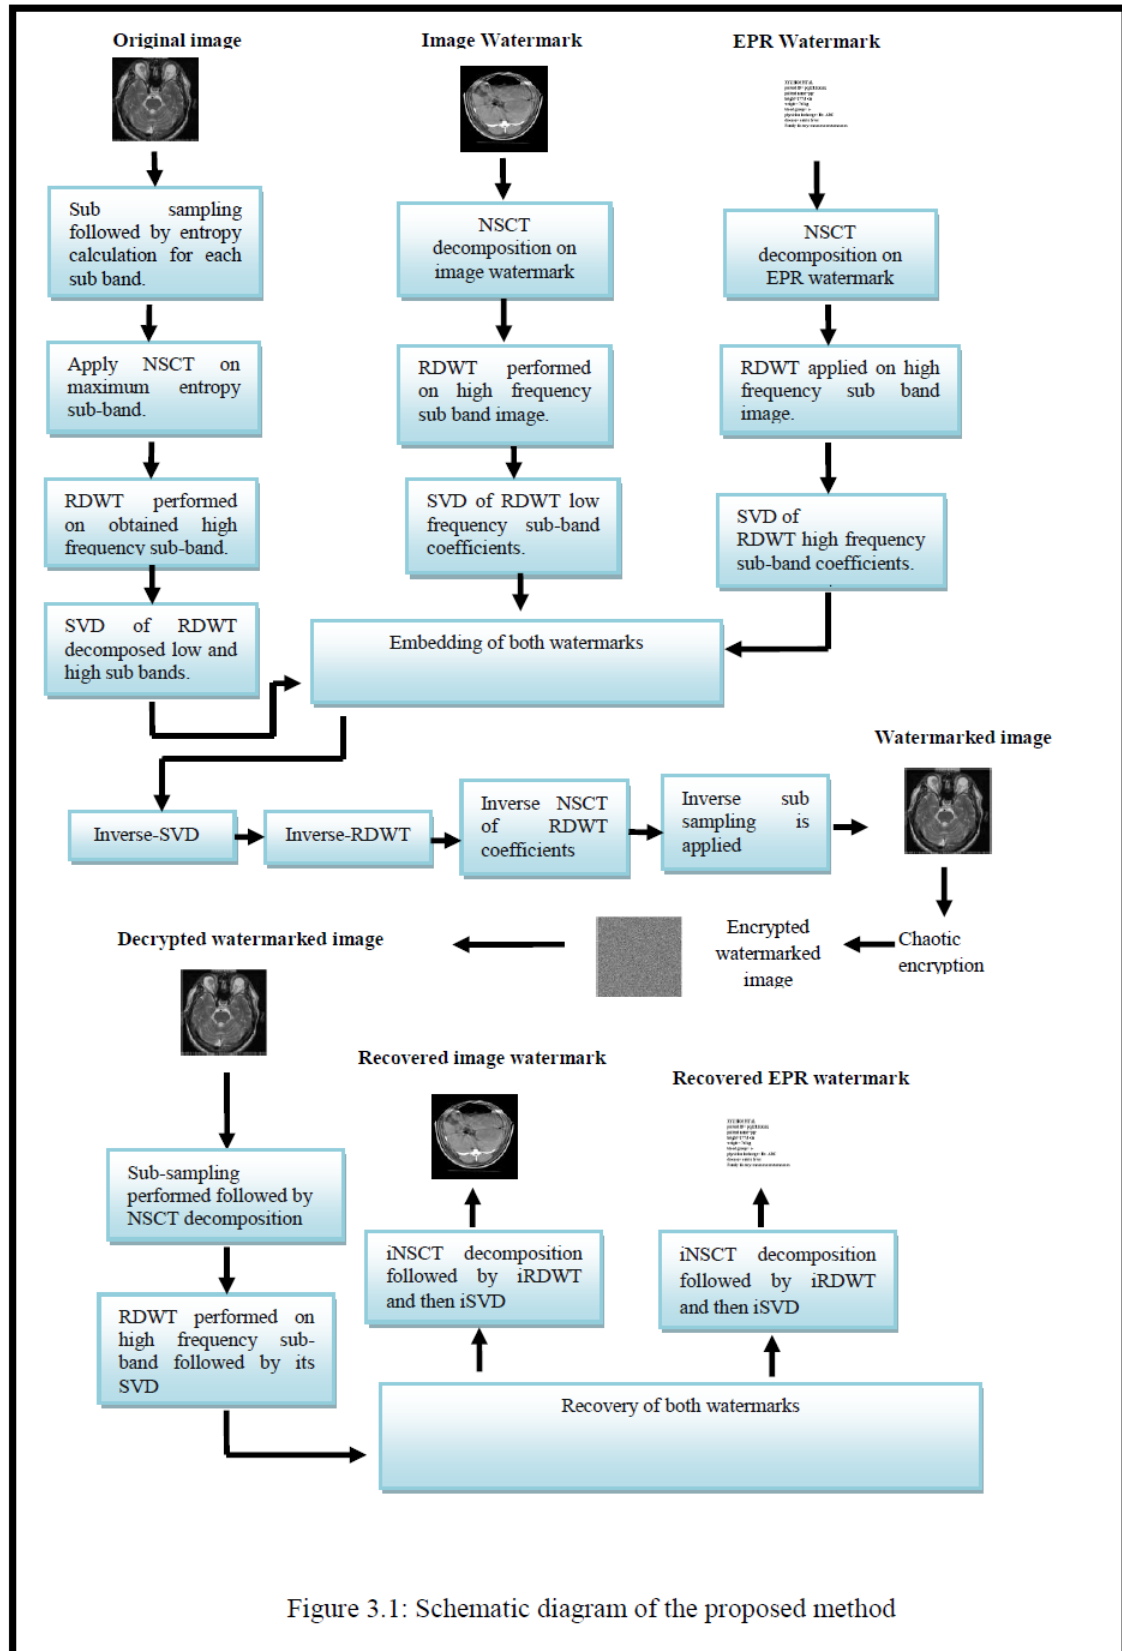 Original image
Image Watermark
EPR Watermark
Sub sampling
followed by entropy
calculation for each
sub band.
NSCT
decomposition on
image watermark
NSCT
decomposition on
EPR watermark
Apply NSCT on
maximum entropy
sub-band.
RDWT performed
on high frequency
sub band image.
RDWT applied on high
frequency sub band
image.
RDWT performed
on obtained high
frequency sub-band.
SVD of RDWT low
frequency sub-band
coefficients.
SVD of
RDWT high frequency
sub-band coefficients.
SVD of RDWT
decomposed low and
high sub bands.
Embedding of both watermarks
Watermarked image
Inverse-SVD
Inverse-RDWT
Inverse NSCT
of RDWT
coefficients
Inverse sub
sampling is
applied
Chaotic
encryption
Encrypted
watermarked
image
Decrypted watermarked image
Recovered image watermark
Recovered EPR watermark
Sub-sampling
performed followed by
NSCT decomposition
iNSCT decomposition
followed by iRDWT
and then iSVD
iNSCT decomposition
followed by iRDWT
and then iSVD
RDWT performed on
high frequency sub-
band followed by its
SVD
Recovery of both watermarks
Figure 3.1: Schematic diagram of the proposed method